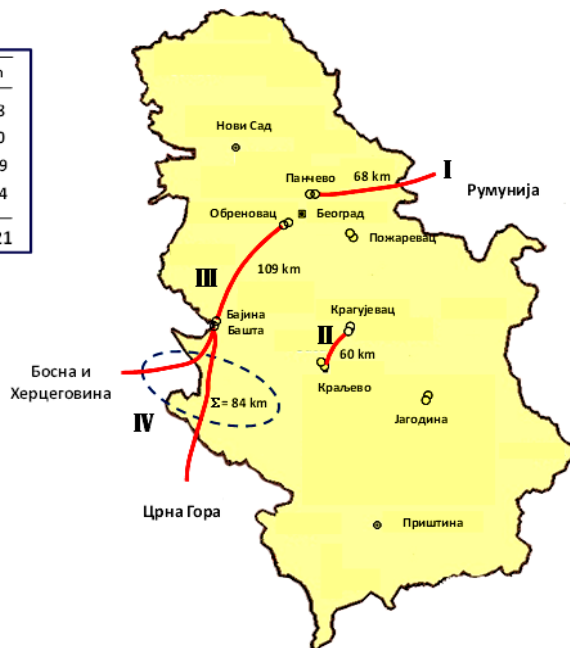 Нови Сад
Панчево
68 km
I
Румунија
Обреновац
Београд
Пожаревац
III
109 km
Бајина
Башта
Крагујевац
II
60 km
Краљево
Босна и
Херцеговина
Σ= 84 km
IV
Јагодина
Црна Гора
Приштина
21